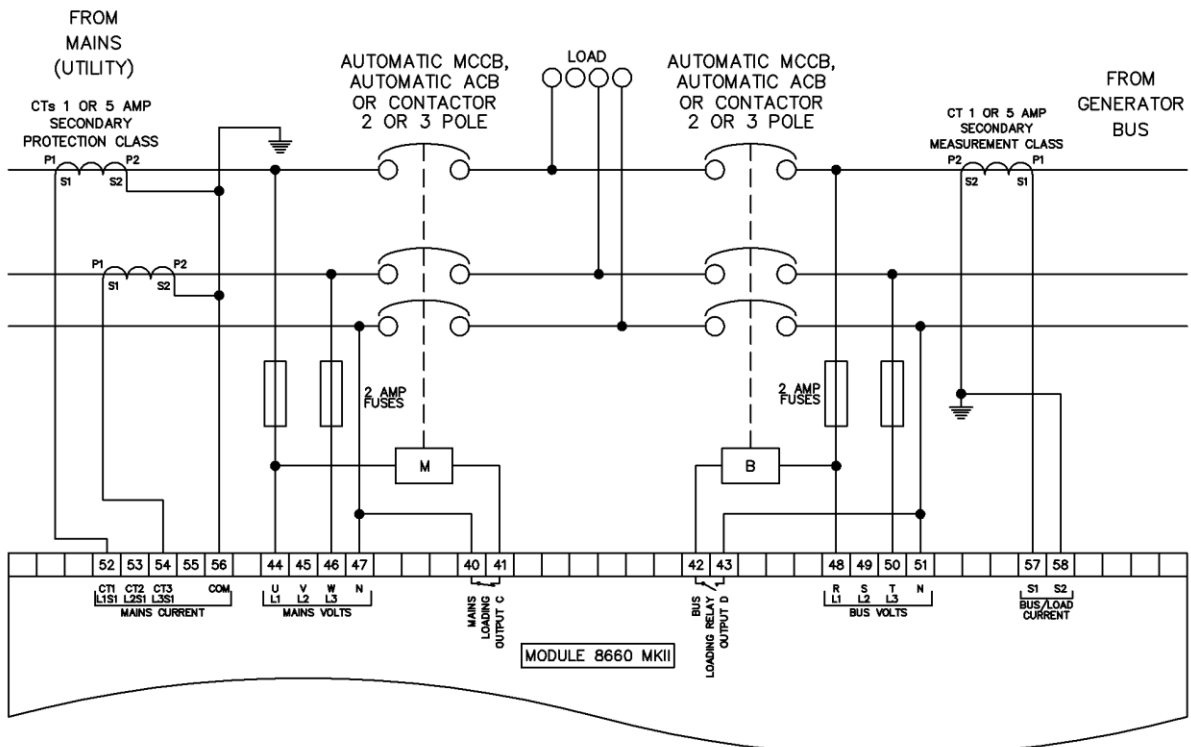 FROM
MAINS
(UTILITY)
CTs 1 OR 5 AMP
SECONDARY
PROTECTION CLASS
P1
P2
S1
S2
P1
P2
S1
S2
AUTOMATIC MCCB,
AUTOMATIC ACB
OR CONTACTOR
2 OR 3 POLE
LOAD
AUTOMATIC MCCB,
AUTOMATIC ACB
OR CONTACTOR
2 OR 3 POLE
FROM
GENERATOR
BUS
CT 1 OR 5 AMP
SECONDARY
MEASUREMENT CLASS
P2
P1
S2
S1
2 AMP
FUSES
2 AMP
FUSES
M
B
52 53 54 55 56 44 45 46 47 40 41 42 43 48 49 50 51 57 58
CT1 CT2 CT3 COM
L1S1 L2S1 L3S1
MAINS CURRENT
U V W N
L1 L2 L3
MAINS VOLTS
MAINS
LOADING
OUTPUT C
BUS
LOADING RELAY
OUTPUT D
R S T N
L1 L2 L3
BUS VOLTS
S1 S2
BUS/LOAD
CURRENT
MODULE 8660 MKII